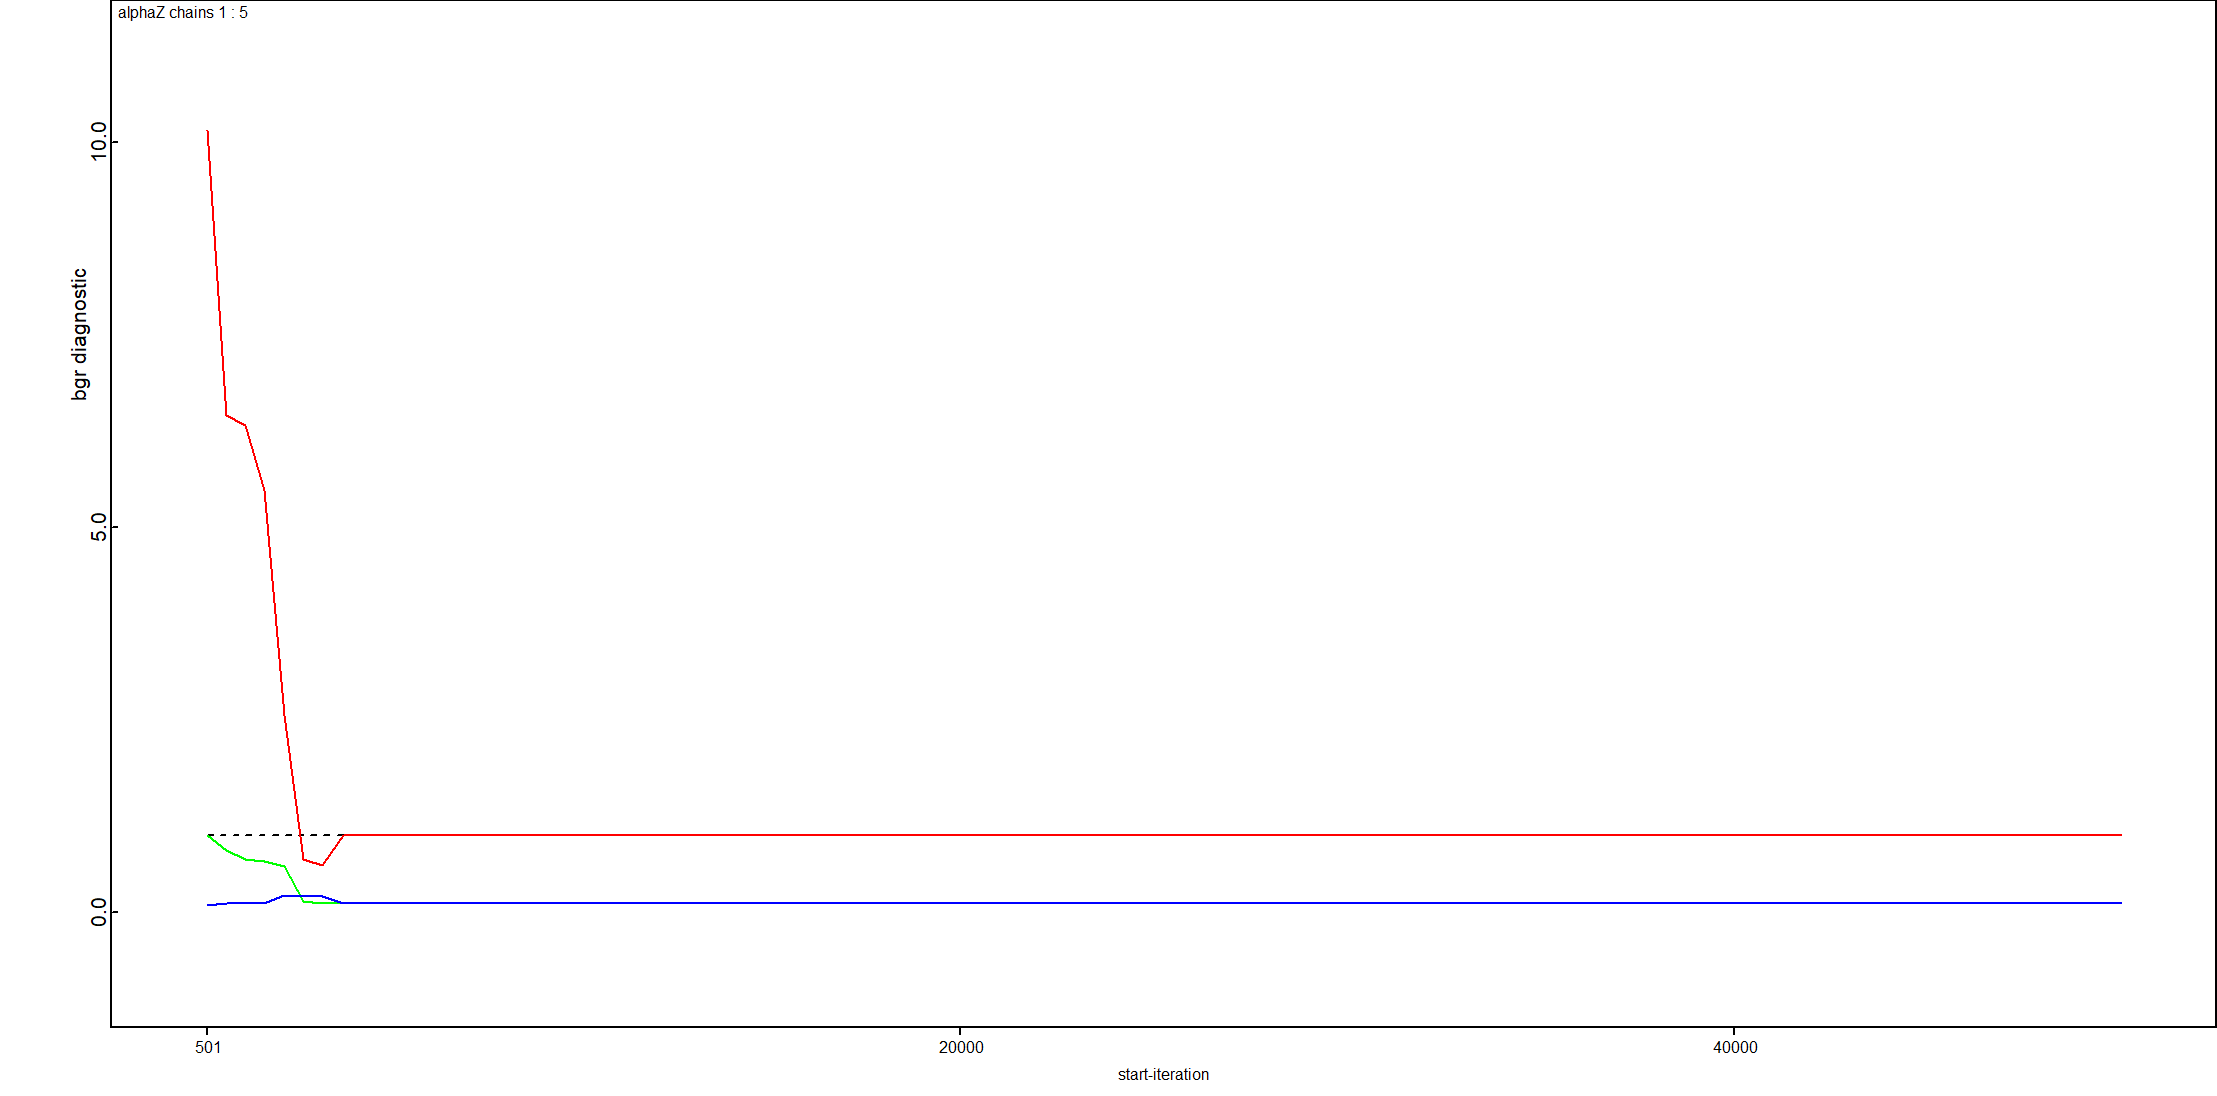 alphaZ chains 1 : 5
bgr diagnostic
10.0
5.0
0.0
501
20000
40000
start-iteration